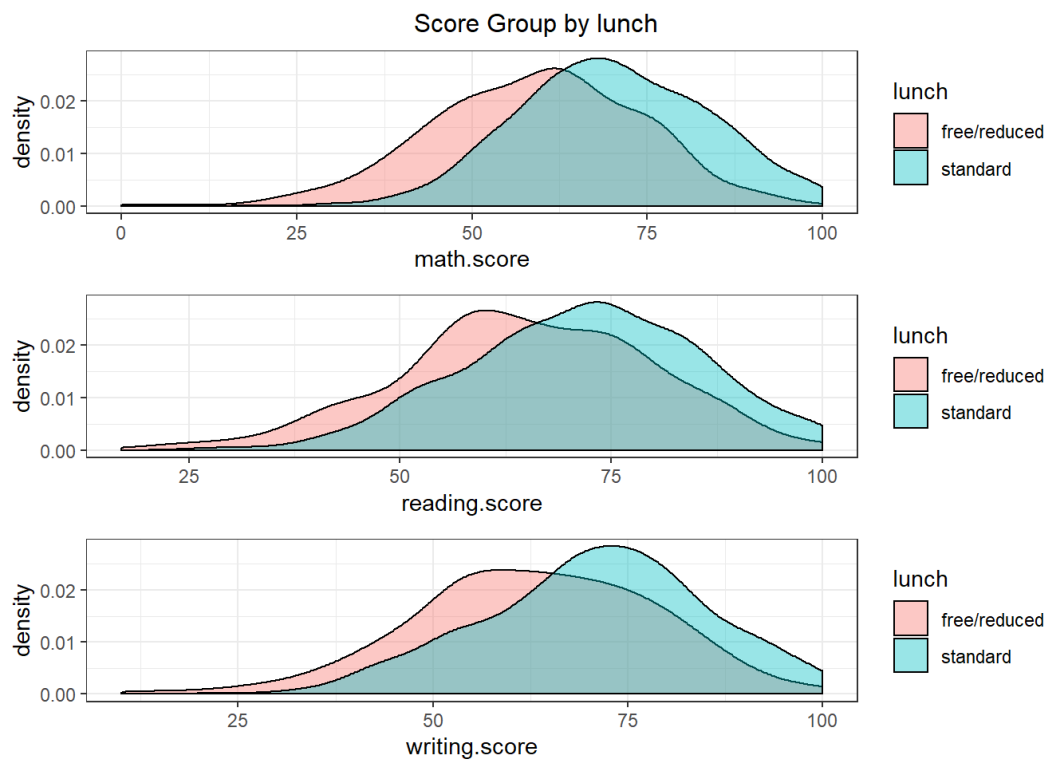 Score Group by lunch
density
0.02
0.01
0.00
0 25 50 75 100
math.score
lunch
free/reduced
standard
density
0.02
0.01
0.00
25 50 75 100
reading.score
lunch
free/reduced
standard
density
0.02
0.01
0.00
25 50 75 100
writing.score
lunch
free/reduced
standard